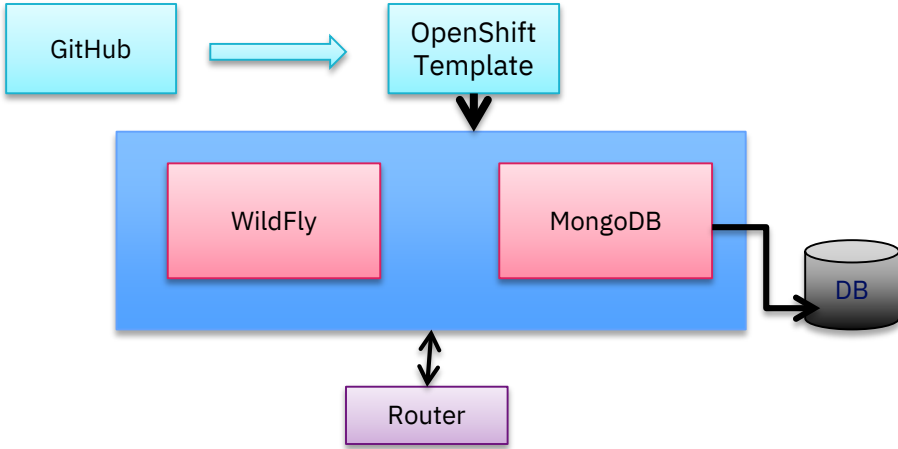 GitHub
OpenShift
Template
WildFly
MongoDB
DB
Router